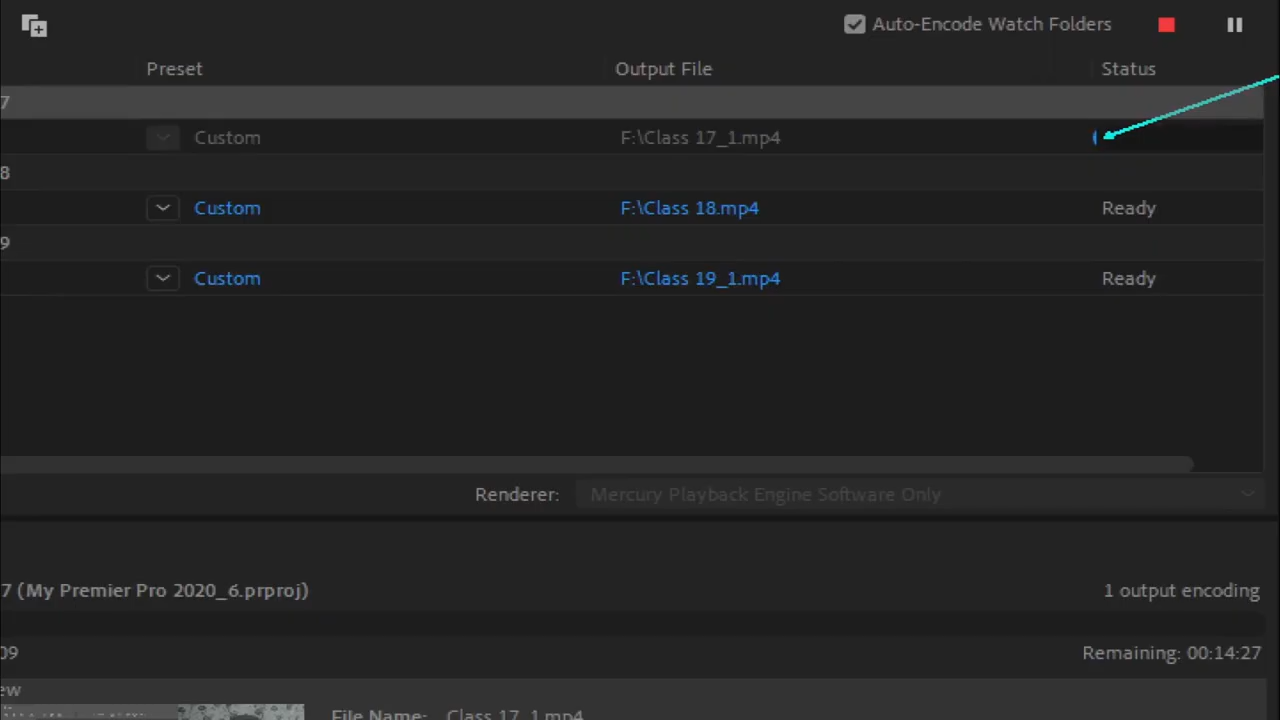 Auto-Encode Watch Folders
Preset Output File Status
7
Custom F:\Class 17_1.mp4
8
Custom F:\Class 18.mp4 Ready
9
Custom F:\Class 19_1.mp4 Ready
Renderer: Mercury Playback Engine Software Only
7 (My Premier Pro 2020_6.prproj) 1 output encoding
09 Remaining: 00:14:27
ew
File Name: Class 17_1.mp4